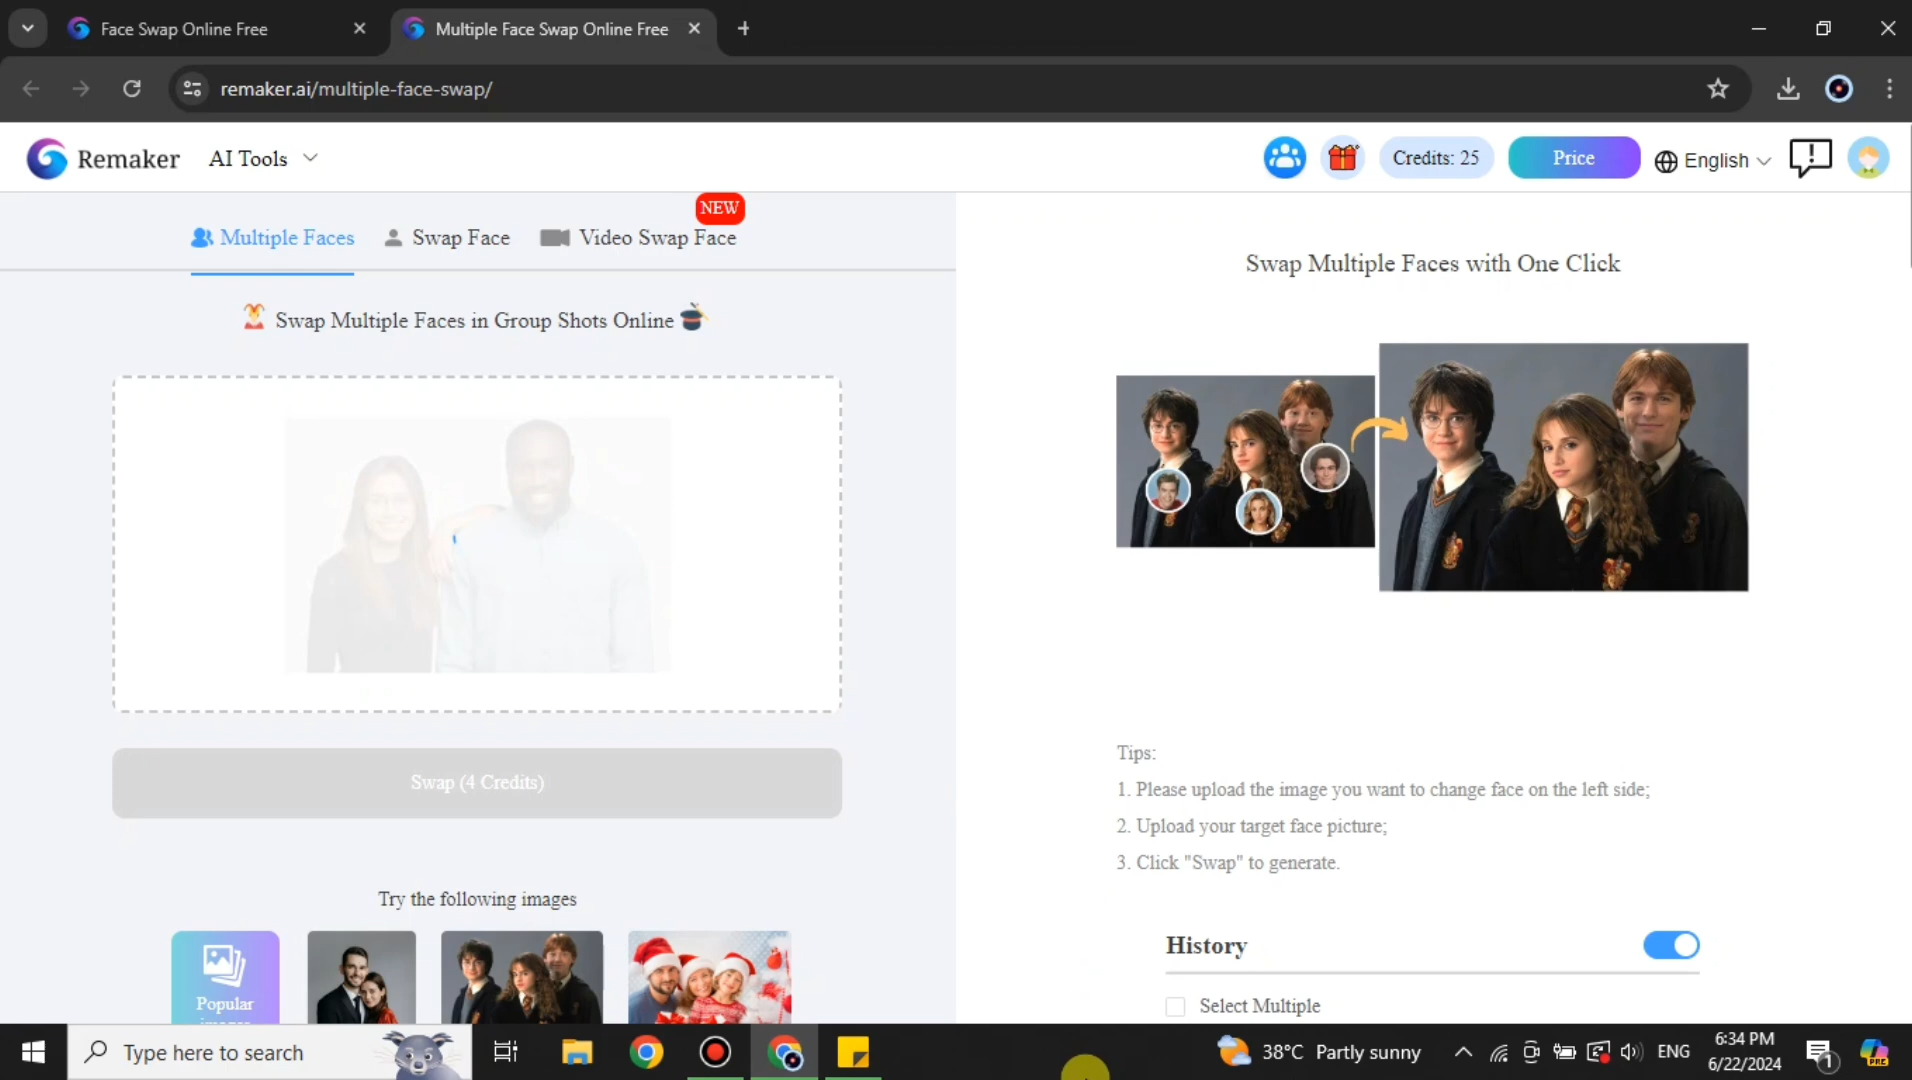 Face Swap Online Free
Multiple Face Swap Online Free
remaker.ai/multiple-face-swap/
Remaker
AI Tools
Credits: 25
Price
English
NEW
Multiple Faces
Swap Face
Video Swap Face
Swap Multiple Faces in Group Shots Online
Swap (4 Credits)
Try the following images
Popular
Swap Multiple Faces with One Click
Tips:
1. Please upload the image you want to change face on the left side;
2. Upload your target face picture;
3. Click "Swap" to generate.
History
Select Multiple
Type here to search
38°C Partly sunny
ENG
6:34 PM
6/22/2024
1
PRE